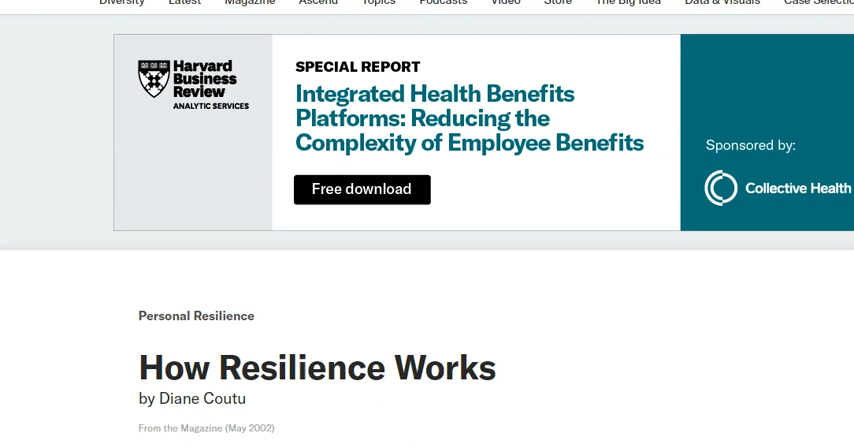 Diversity Latest Magazine Ascend Topics Podcasts Video Store The Big Idea Data & Visuals Case Selectio
Harvard
Business
Review
ANALYTIC SERVICES
SPECIAL REPORT
Integrated Health Benefits
Platforms: Reducing the
Complexity of Employee Benefits
Free download
Sponsored by:
Collective Health
Personal Resilience
How Resilience Works
by Diane Coutu
From the Magazine (May 2002)